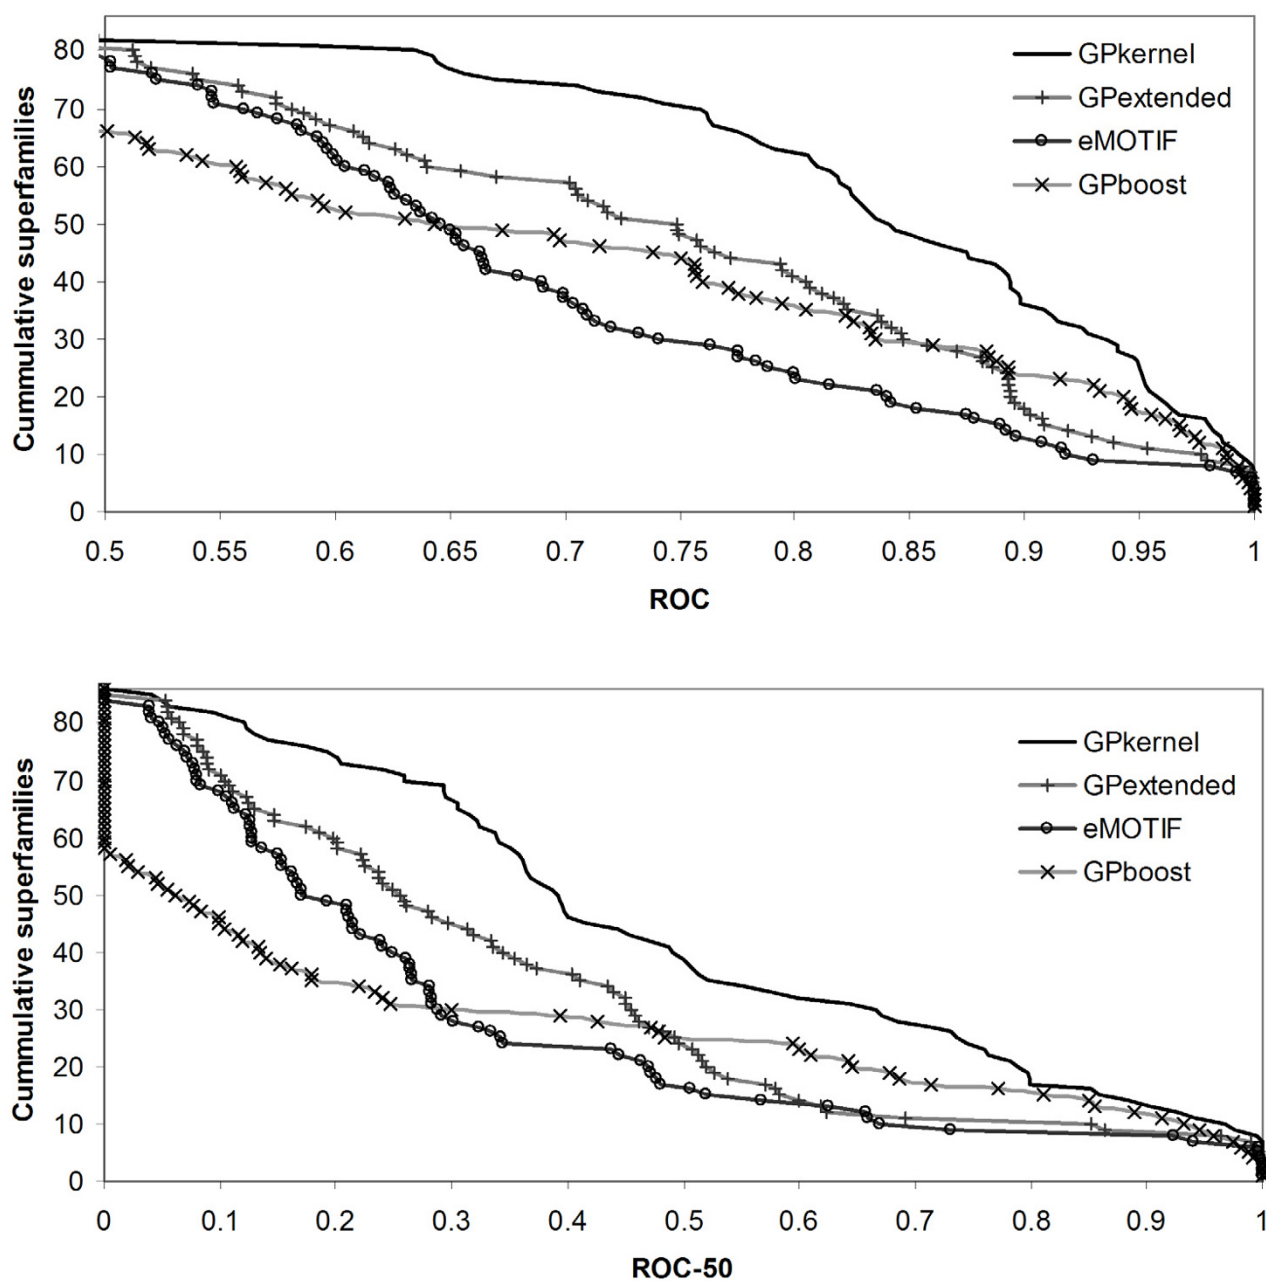 Cummulative superfamilies
80
70
60
50
40
30
20
10
0
GPkernel
GPextended
eMOTIF
GPboost
0.5 0.55 0.6 0.65 0.7 0.75 0.8 0.85 0.9 0.95 1
ROC
Cummulative superfamilies
80
70
60
50
40
30
20
10
0
GPkernel
GPextended
eMOTIF
GPboost
0 0.1 0.2 0.3 0.4 0.5 0.6 0.7 0.8 0.9 1
ROC-50